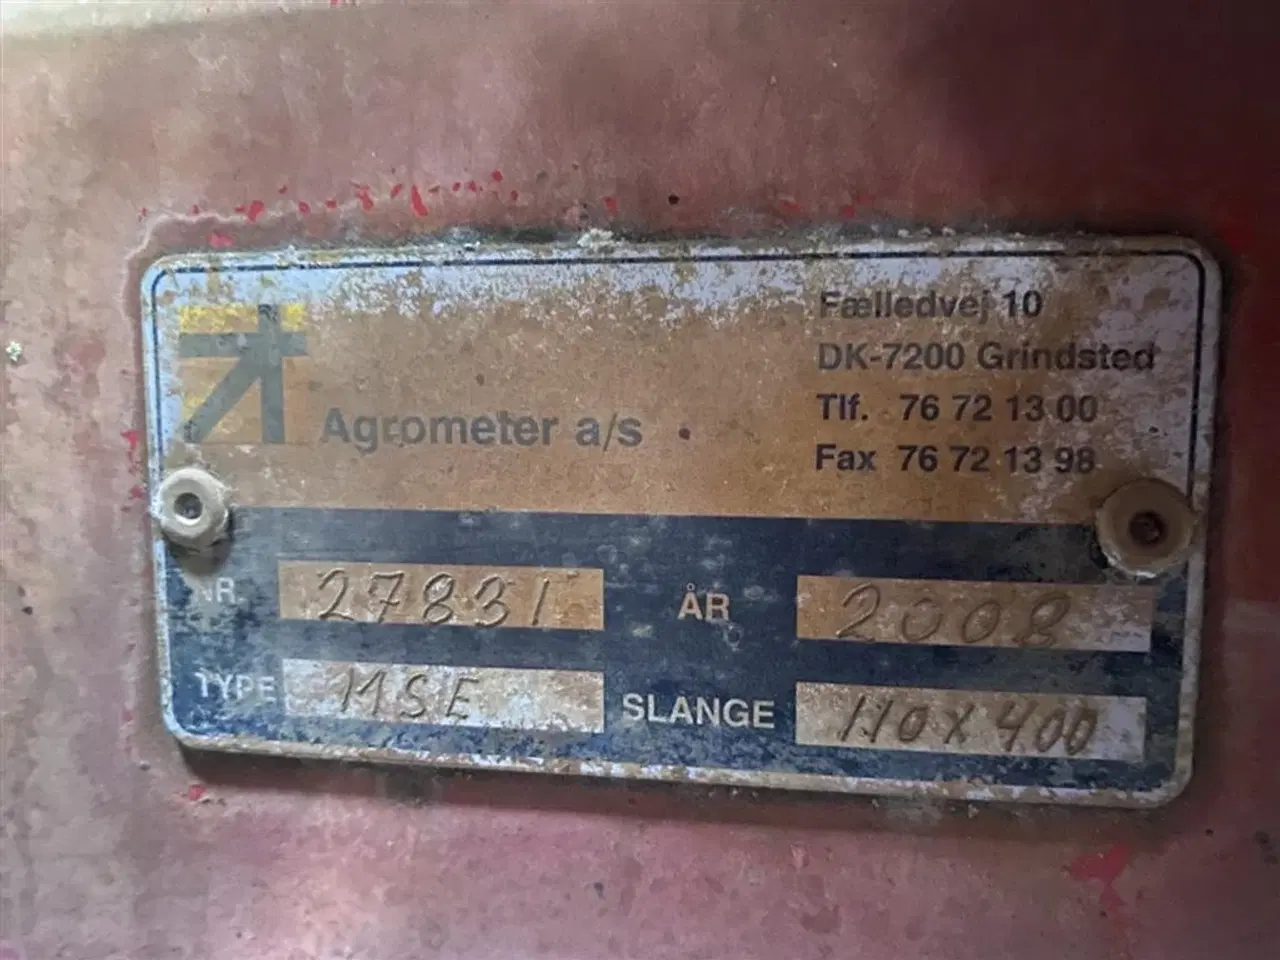 Agrometer a/s
Fælledvej 10
DK-7200 Grindsted
Tlf. 76 72 13 00
Fax 76 72 13 98
NR. 27831
ÅR 2008
TYPE MSE
SLANGE 110X400